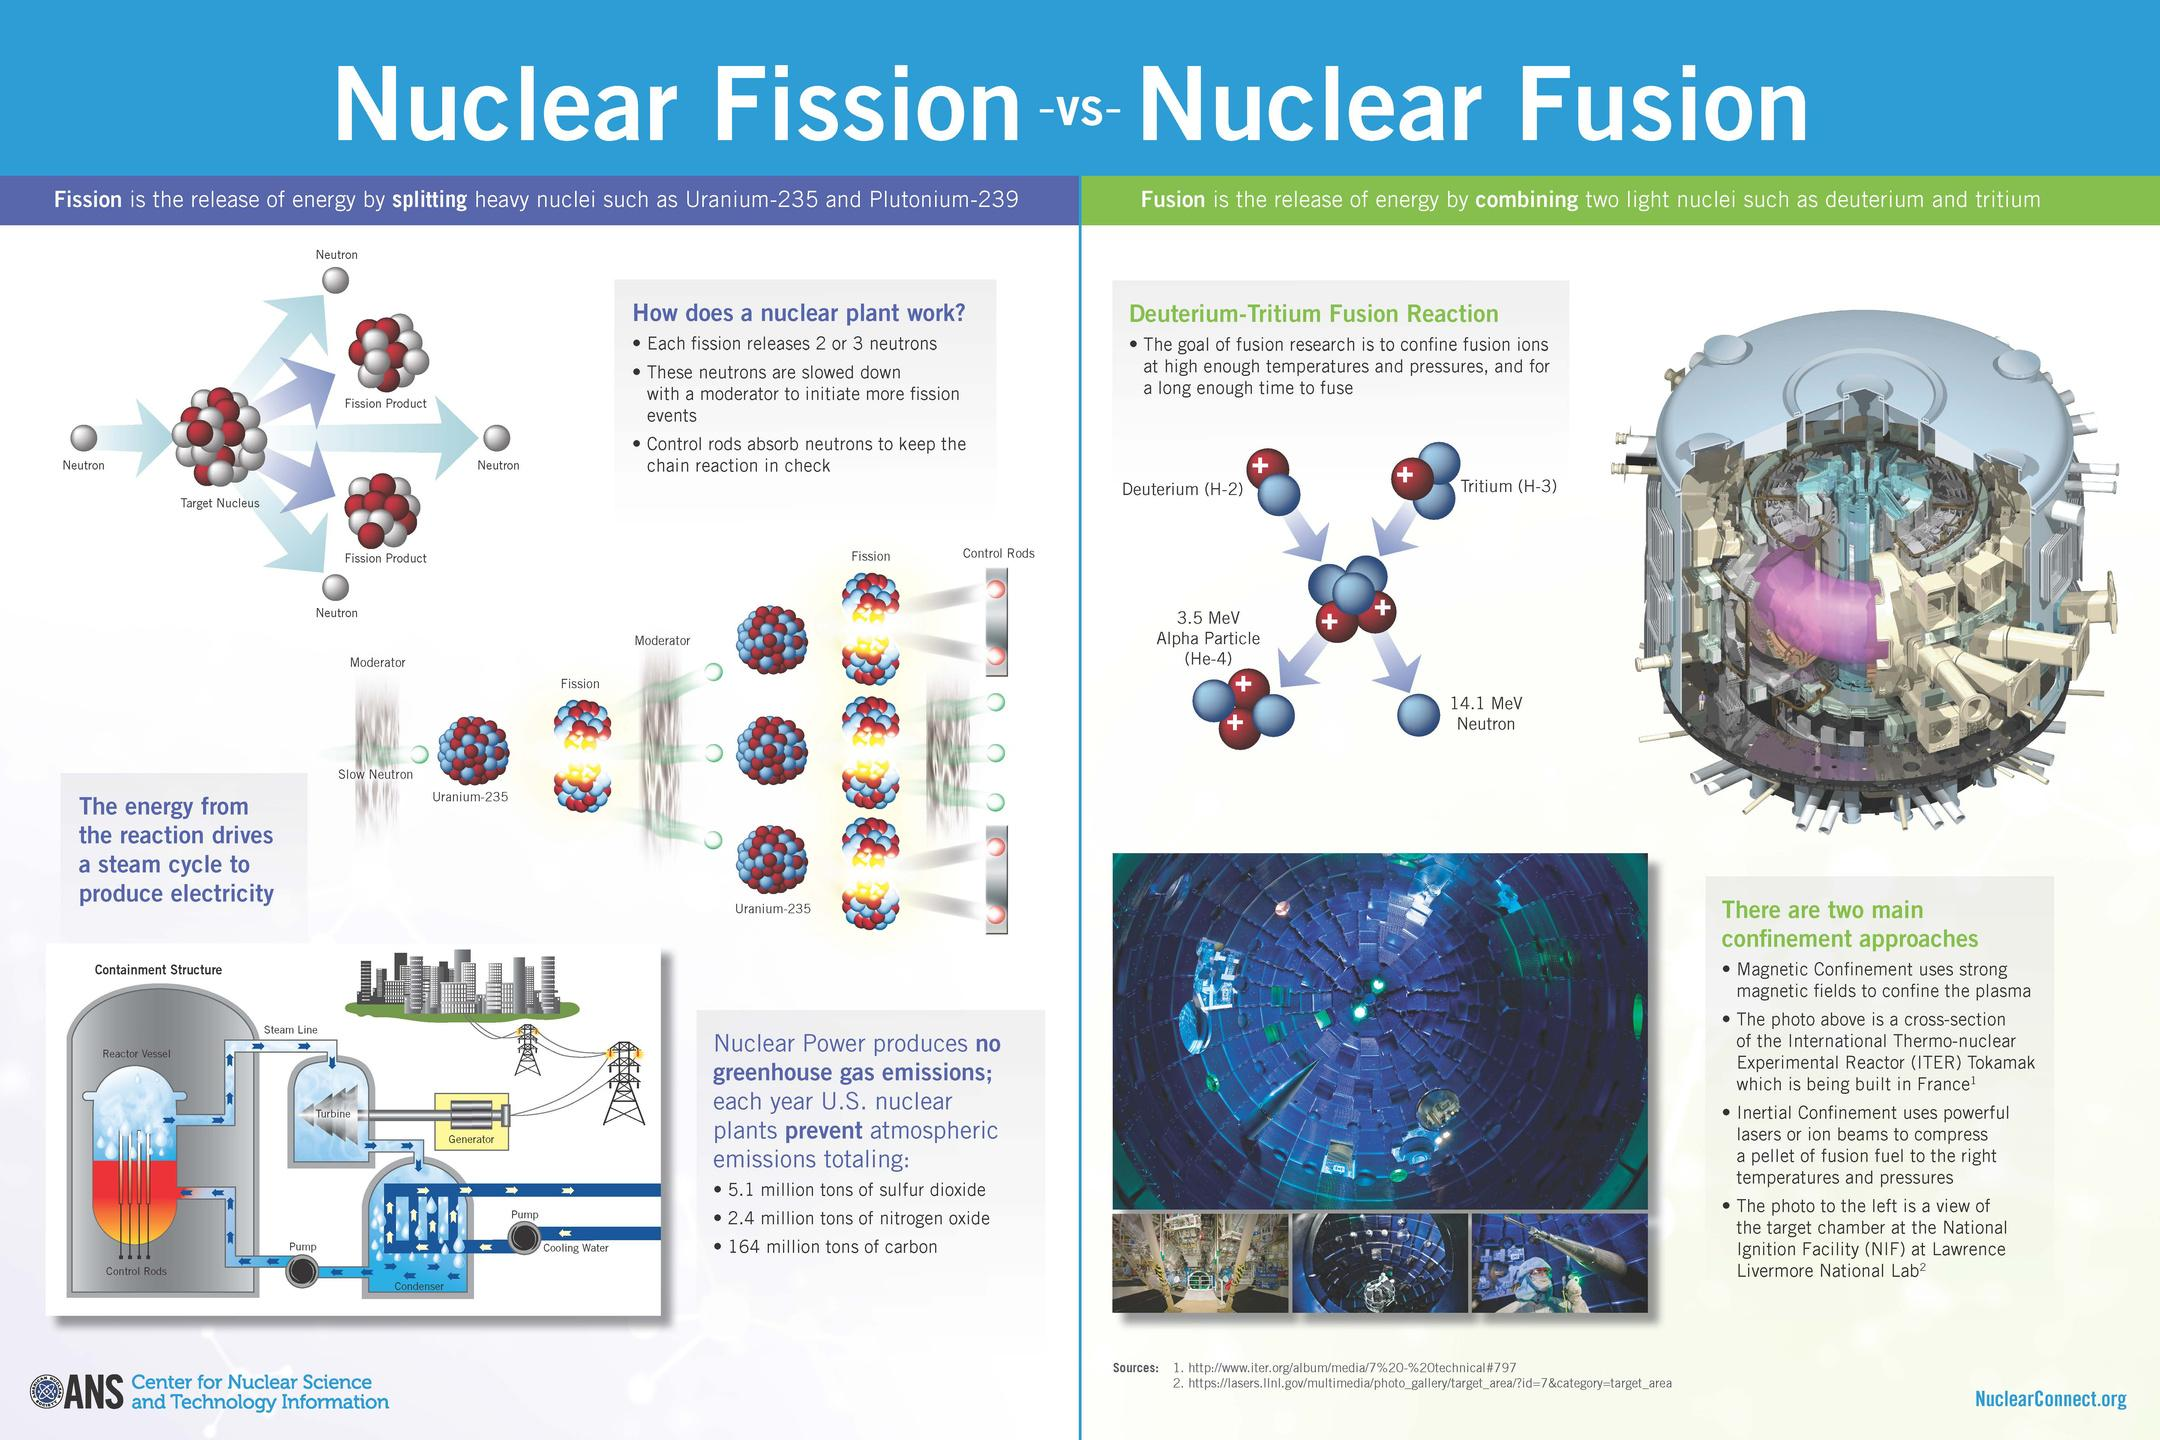 Nuclear Fission -vs- Nuclear Fusion
Fission is the release of energy by splitting heavy nuclei such as Uranium-235 and Plutonium-239
Neutron
Fission Product
Neutron
Target Nucleus
Neutron
Fission Product
Neutron
How does a nuclear plant work?
• Each fission releases 2 or 3 neutrons
• These neutrons are slowed down
with a moderator to initiate more fission
events
• Control rods absorb neutrons to keep the
chain reaction in check
Moderator
Slow Neutron
Uranium-235
Fission
Moderator
Uranium-235
Fission
Control Rods
The energy from
the reaction drives
a steam cycle to
produce electricity
Containment Structure
Steam Line
Reactor Vessel
Turbine
Generator
Pump
Cooling Water
Pump
Control Rods
Condenser
Nuclear Power produces no
greenhouse gas emissions;
each year U.S. nuclear
plants prevent atmospheric
emissions totaling:
• 5.1 million tons of sulfur dioxide
• 2.4 million tons of nitrogen oxide
• 164 million tons of carbon
ANS Center for Nuclear Science
and Technology Information
Fusion is the release of energy by combining two light nuclei such as deuterium and tritium
Deuterium-Tritium Fusion Reaction
• The goal of fusion research is to confine fusion ions
at high enough temperatures and pressures, and for
a long enough time to fuse
Deuterium (H-2)
+
+
Tritium (H-3)
+
+
3.5 MeV
Alpha Particle
(He-4)
+
+
14.1 MeV
Neutron
There are two main
confinement approaches
• Magnetic Confinement uses strong
magnetic fields to confine the plasma
• The photo above is a cross-section
of the International Thermo-nuclear
Experimental Reactor (ITER) Tokamak
which is being built in France1
• Inertial Confinement uses powerful
lasers or ion beams to compress
a pellet of fusion fuel to the right
temperatures and pressures
• The photo to the left is a view of
the target chamber at the National
Ignition Facility (NIF) at Lawrence
Livermore National Lab2
Sources: 1. http://www.iter.org/album/media/7%20-%20technical#797
2. https://lasers.llnl.gov/multimedia/photo_gallery/target_area/?id=7&category=target_area
NuclearConnect.org